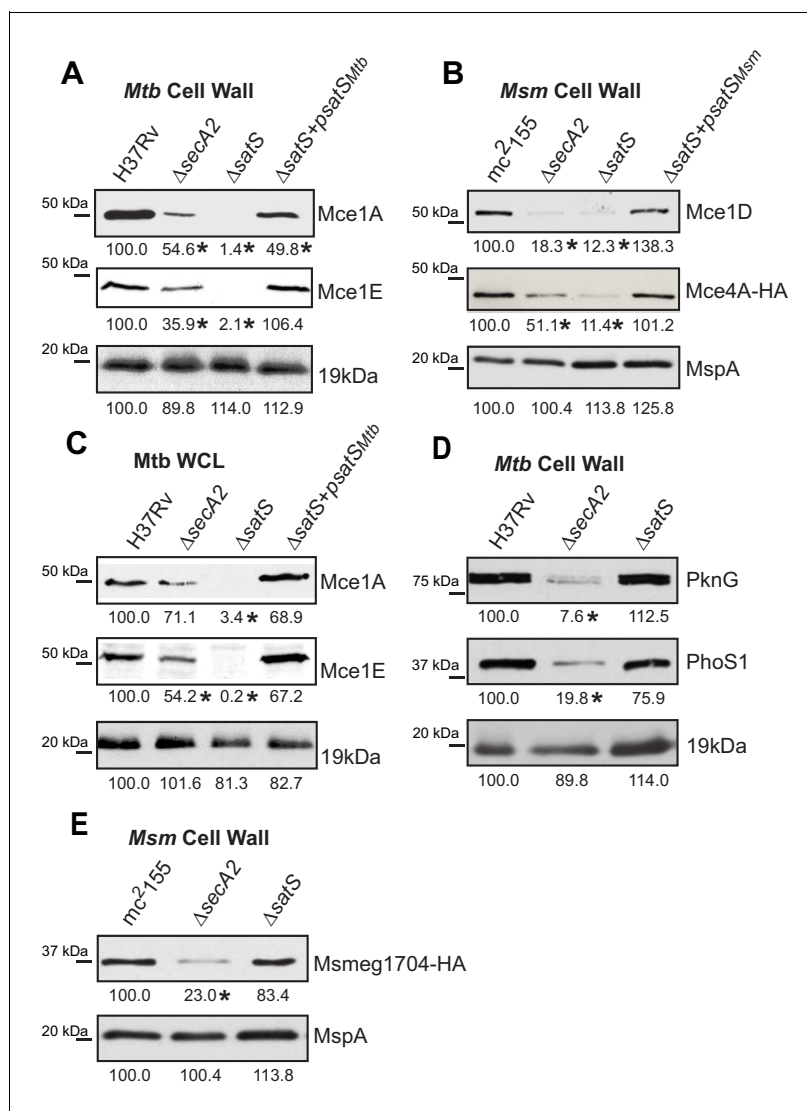 A
Mtb Cell Wall
H37Rv
ΔsecA2
ΔsatS
ΔsatS+psatSMtb
50 kDa
Mce1A
100.0 54.6* 1.4* 49.8*
50 kDa
Mce1E
100.0 35.9* 2.1* 106.4
20 kDa
19kDa
100.0 89.8 114.0 112.9
B
Msm Cell Wall
mc2155
ΔsecA2
ΔsatS
ΔsatS+psatSMsm
50 kDa
Mce1D
100.0 18.3* 12.3* 138.3
50 kDa
Mce4A-HA
100.0 51.1* 11.4* 101.2
20 kDa
MspA
100.0 100.4 113.8 125.8
C
Mtb WCL
H37Rv
ΔsecA2
ΔsatS
ΔsatS+psatSMtb
50 kDa
Mce1A
100.0 71.1 3.4* 68.9
50 kDa
Mce1E
100.0 54.2* 0.2* 67.2
20 kDa
19kDa
100.0 101.6 81.3 82.7
D
Mtb Cell Wall
H37Rv
ΔsecA2
ΔsatS
75 kDa
PknG
100.0 7.6* 112.5
37 kDa
PhoS1
100.0 19.8* 75.9
20 kDa
19kDa
100.0 89.8 114.0
E
Msm Cell Wall
mc2155
ΔsecA2
ΔsatS
37 kDa
Msmeg1704-HA
100.0 23.0* 83.4
20 kDa
MspA
100.0 100.4 113.8